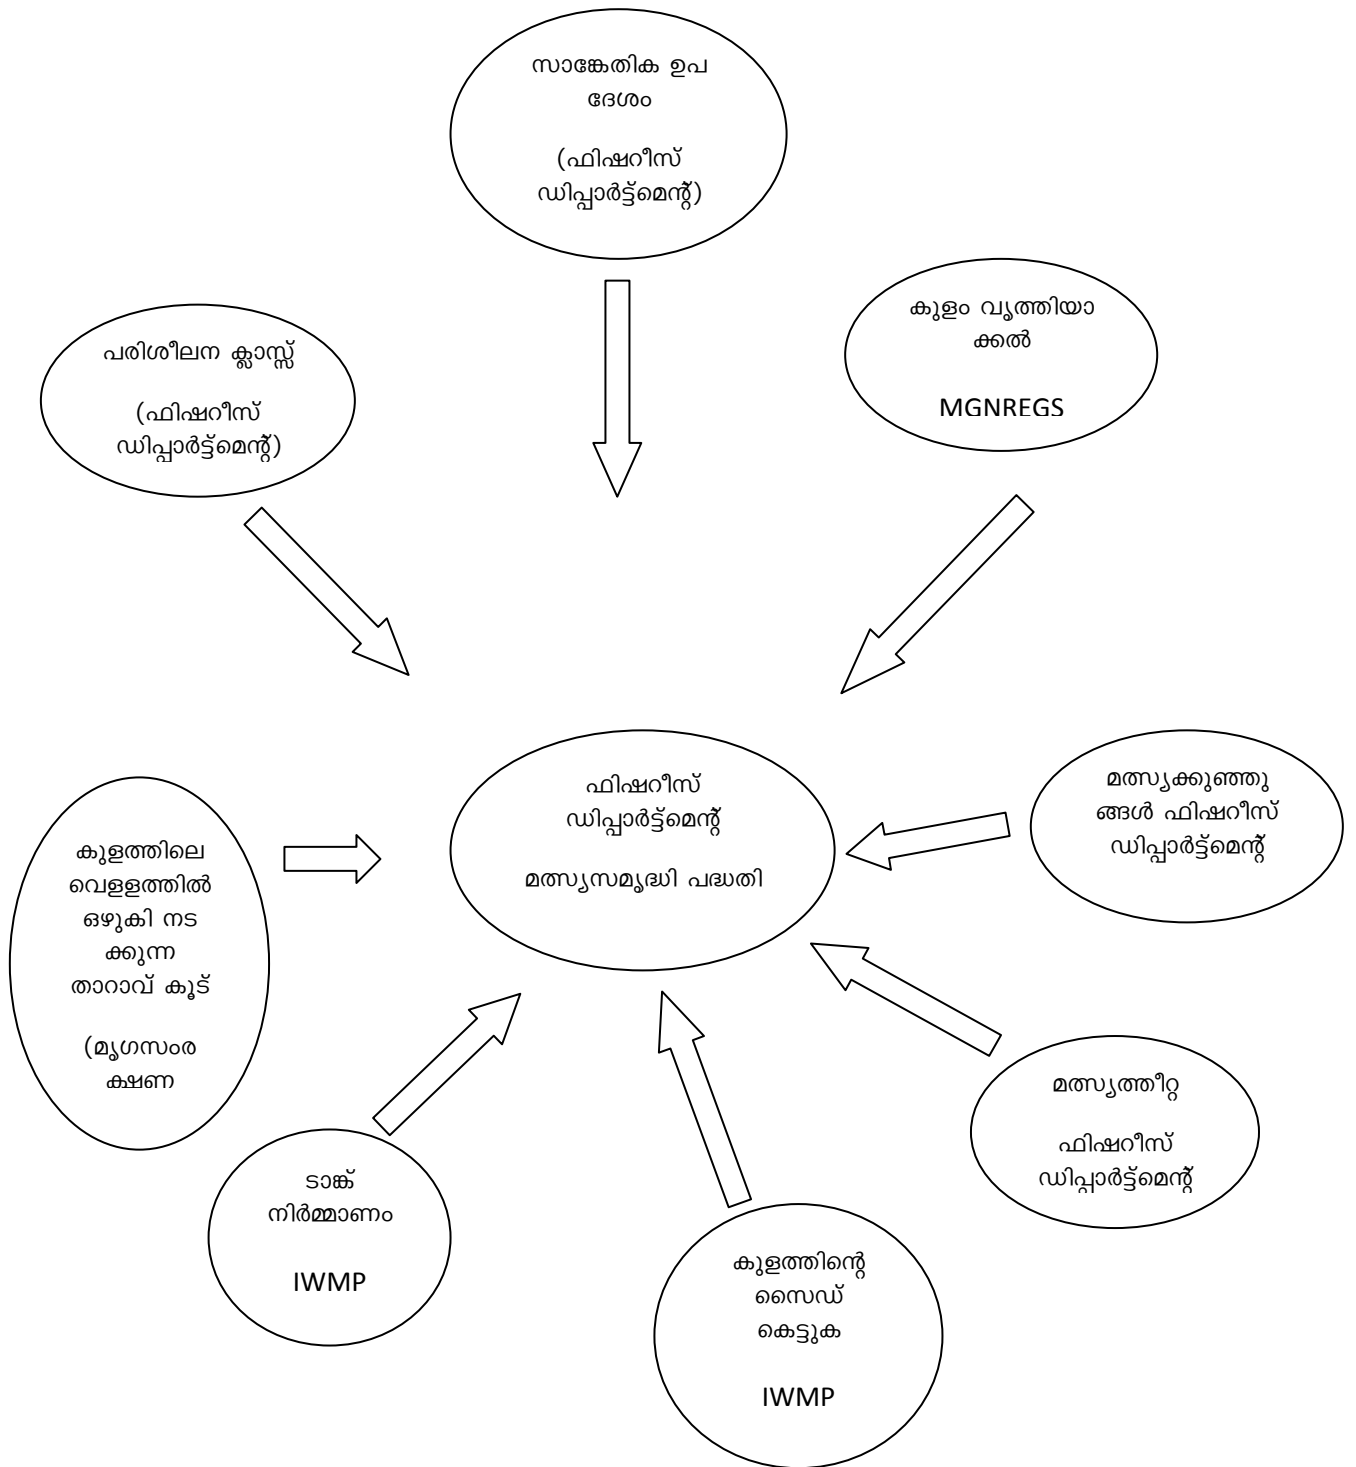 സാങ്കേതിക ഉപ
ദേശം
(ഫിഷറീസ്
ഡിപ്പാർട്ട്മെന്റ്)
കുളം വൃത്തിയാ
ക്കൽ
MGNREGS
പരിശീലന ക്ലാസ്സ്
(ഫിഷറീസ്
ഡിപ്പാർട്ട്മെന്റ്)
ഫിഷറീസ്
ഡിപ്പാർട്ട്മെന്റ്
മത്സ്യസമൃദ്ധി പദ്ധതി
മത്സ്യക്കുഞ്ഞു
ങ്ങൾ ഫിഷറീസ്
ഡിപ്പാർട്ട്മെന്റ്
കുളത്തിലെ
വെളളത്തിൽ
ഒഴുകി നട
ക്കുന്ന
താറാവ് കൂട്
(മൃഗസംര
ക്ഷണ
മത്സ്യത്തീറ്റ
ഫിഷറീസ്
ഡിപ്പാർട്ട്മെന്റ്
ടാങ്ക്
നിർമ്മാണം
IWMP
കുളത്തിന്റെ
സൈഡ്
കെട്ടുക
IWMP